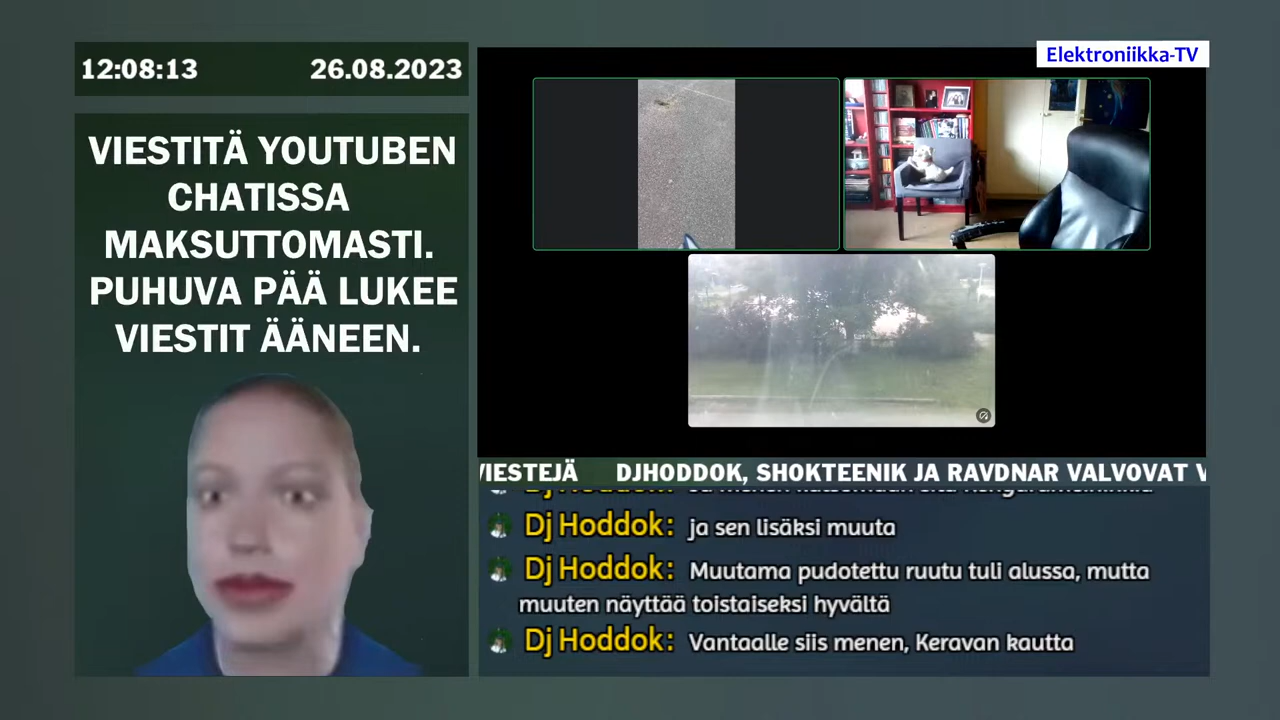 12:08:13 26.08.2023
Elektroniikka-TV
VIESTITÄ YOUTUBEN
CHATISSA
MAKSUTTOMASTI.
PUHUVA PÄÄ LUKEE
VIESTIT ÄÄNEEN.
VIESTEJÄ DJHODDOK, SHOKTEENIK JA RAVDNAR VALVOVAT V
Dj Hoddok:
Dj Hoddok: ja sen lisäksi muuta
Dj Hoddok: Muutama pudotettu ruutu tuli alussa, mutta
muuten näyttää toistaiseksi hyvältä
Dj Hoddok: Vantaalle siis menen, Keravan kautta